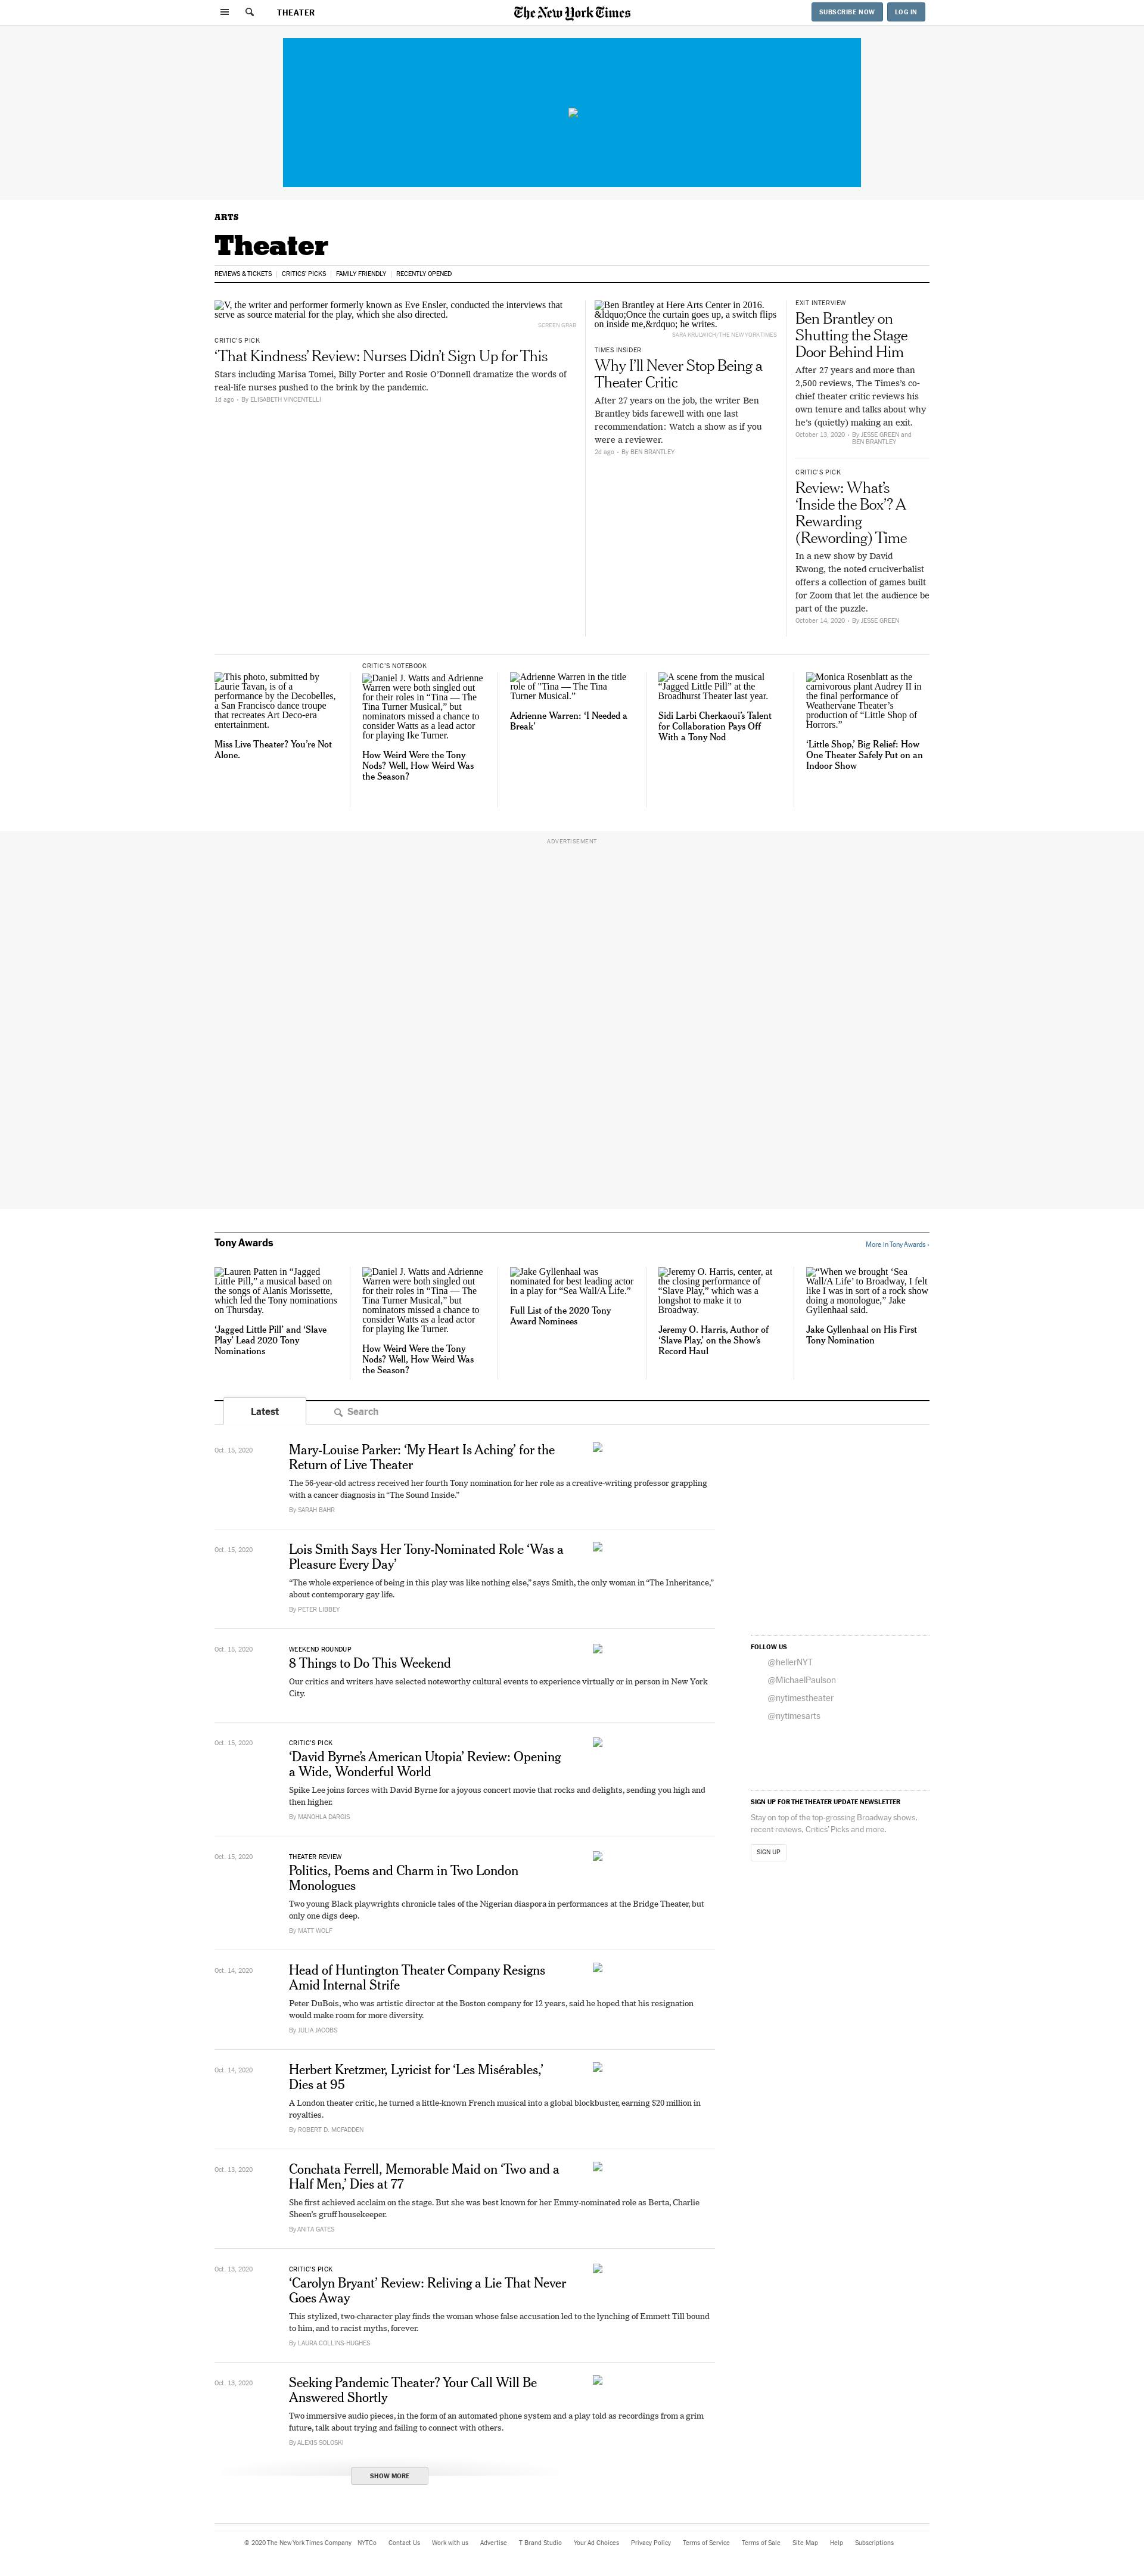 THEATER
The New York Times
SUBSCRIBE NOW
LOG IN
ARTS
Theater
REVIEWS & TICKETS
CRITICS' PICKS
FAMILY FRIENDLY
RECENTLY OPENED
V, the writer and performer formerly known as Eve Ensler, conducted the interviews that
serve as source material for the play, which she also directed.
SCREEN GRAB
CRITIC'S PICK
‘That Kindness’ Review: Nurses Didn’t Sign Up for This
Stars including Marisa Tomei, Billy Porter and Rosie O’Donnell dramatize the words of
real-life nurses pushed to the brink by the pandemic.
1d ago • By ELISABETH VINCENTELLI
Ben Brantley at Here Arts Center in 2016.
&ldquo;Once the curtain goes up, a switch flips
on inside me,&rdquo; he writes.
SARA KRULWICH/THE NEW YORK TIMES
TIMES INSIDER
Why I’ll Never Stop Being a
Theater Critic
After 27 years on the job, the writer Ben
Brantley bids farewell with one last
recommendation: Watch a show as if you
were a reviewer.
2d ago • By BEN BRANTLEY
EXIT INTERVIEW
Ben Brantley on
Shutting the Stage
Door Behind Him
After 27 years and more than
2,500 reviews, The Times’s co-
chief theater critic reviews his
own tenure and talks about why
he’s (quietly) making an exit.
October 13, 2020 • By JESSE GREEN and
BEN BRANTLEY
CRITIC'S PICK
Review: What’s
‘Inside the Box’? A
Rewarding
(Rewording) Time
In a new show by David
Kwong, the noted cruciverbalist
offers a collection of games built
for Zoom that let the audience be
part of the puzzle.
October 14, 2020 • By JESSE GREEN
This photo, submitted by
Laurie Tavan, is of a
performance by the Decobelles,
a San Francisco dance troupe
that recreates Art Deco-era
entertainment.
Miss Live Theater? You’re Not
Alone.
CRITIC’S NOTEBOOK
Daniel J. Watts and Adrienne
Warren were both singled out
for their roles in “Tina — The
Tina Turner Musical,” but
nominators missed a chance to
consider Watts as a lead actor
for playing Ike Turner.
How Weird Were the Tony
Nods? Well, How Weird Was
the Season?
Adrienne Warren in the title
role of "Tina — The Tina
Turner Musical.”
Adrienne Warren: ‘I Needed a
Break’
A scene from the musical
“Jagged Little Pill” at the
Broadhurst Theater last year.
Sidi Larbi Cherkaoui’s Talent
for Collaboration Pays Off
With a Tony Nod
Monica Rosenblatt as the
carnivorous plant Audrey II in
the final performance of
Weathervane Theater’s
production of “Little Shop of
Horrors.”
‘Little Shop,’ Big Relief: How
One Theater Safely Put on an
Indoor Show
ADVERTISEMENT
Tony Awards
More in Tony Awards ›
Lauren Patten in “Jagged
Little Pill,” a musical based on
the songs of Alanis Morissette,
which led the Tony nominations
on Thursday.
‘Jagged Little Pill’ and ‘Slave
Play’ Lead 2020 Tony
Nominations
Daniel J. Watts and Adrienne
Warren were both singled out
for their roles in “Tina — The
Tina Turner Musical,” but
nominators missed a chance to
consider Watts as a lead actor
for playing Ike Turner.
How Weird Were the Tony
Nods? Well, How Weird Was
the Season?
Jake Gyllenhaal was
nominated for best leading actor
in a play for “Sea Wall/A Life.”
Full List of the 2020 Tony
Award Nominees
Jeremy O. Harris, center, at
the closing performance of
“Slave Play,” which was a
longshot to make it to
Broadway.
Jeremy O. Harris, Author of
‘Slave Play,’ on the Show’s
Record Haul
“When we brought ‘Sea
Wall/A Life’ to Broadway, I felt
like I was in sort of a rock show
doing a monologue,” Jake
Gyllenhaal said.
Jake Gyllenhaal on His First
Tony Nomination
Latest
Search
Oct. 15, 2020
Mary-Louise Parker: ‘My Heart Is Aching’ for the
Return of Live Theater
The 56-year-old actress received her fourth Tony nomination for her role as a creative-writing professor grappling
with a cancer diagnosis in “The Sound Inside.”
By SARAH BAHR
Oct. 15, 2020
Lois Smith Says Her Tony-Nominated Role ‘Was a
Pleasure Every Day’
“The whole experience of being in this play was like nothing else,” says Smith, the only woman in “The Inheritance,”
about contemporary gay life.
By PETER LIBBEY
Oct. 15, 2020
WEEKEND ROUNDUP
8 Things to Do This Weekend
Our critics and writers have selected noteworthy cultural events to experience virtually or in person in New York
City.
Oct. 15, 2020
CRITIC'S PICK
‘David Byrne’s American Utopia’ Review: Opening
a Wide, Wonderful World
Spike Lee joins forces with David Byrne for a joyous concert movie that rocks and delights, sending you high and
then higher.
By MANOHLA DARGIS
Oct. 15, 2020
THEATER REVIEW
Politics, Poems and Charm in Two London
Monologues
Two young Black playwrights chronicle tales of the Nigerian diaspora in performances at the Bridge Theater, but
only one digs deep.
By MATT WOLF
Oct. 14, 2020
Head of Huntington Theater Company Resigns
Amid Internal Strife
Peter DuBois, who was artistic director at the Boston company for 12 years, said he hoped that his resignation
would make room for more diversity.
By JULIA JACOBS
Oct. 14, 2020
Herbert Kretzmer, Lyricist for ‘Les Misérables,’
Dies at 95
A London theater critic, he turned a little-known French musical into a global blockbuster, earning $20 million in
royalties.
By ROBERT D. MCFADDEN
Oct. 13, 2020
Conchata Ferrell, Memorable Maid on ‘Two and a
Half Men,’ Dies at 77
She first achieved acclaim on the stage. But she was best known for her Emmy-nominated role as Berta, Charlie
Sheen’s gruff housekeeper.
By ANITA GATES
Oct. 13, 2020
CRITIC'S PICK
‘Carolyn Bryant’ Review: Reliving a Lie That Never
Goes Away
This stylized, two-character play finds the woman whose false accusation led to the lynching of Emmett Till bound
to him, and to racist myths, forever.
By LAURA COLLINS-HUGHES
Oct. 13, 2020
Seeking Pandemic Theater? Your Call Will Be
Answered Shortly
Two immersive audio pieces, in the form of an automated phone system and a play told as recordings from a grim
future, talk about trying and failing to connect with others.
By ALEXIS SOLOSKI
SHOW MORE
FOLLOW US
@hellerNYT
@MichaelPaulson
@nytimestheater
@nytimesarts
SIGN UP FOR THE THEATER UPDATE NEWSLETTER
Stay on top of the top-grossing Broadway shows,
recent reviews, Critics’ Picks and more.
SIGN UP
© 2020 The New York Times Company
NYTCo
Contact Us
Work with us
Advertise
T Brand Studio
Your Ad Choices
Privacy Policy
Terms of Service
Terms of Sale
Site Map
Help
Subscriptions